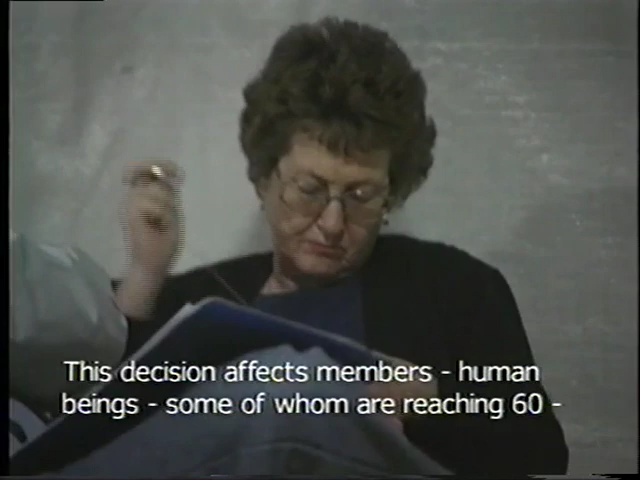 This decision affects members - human
beings - some of whom are reaching 60 -